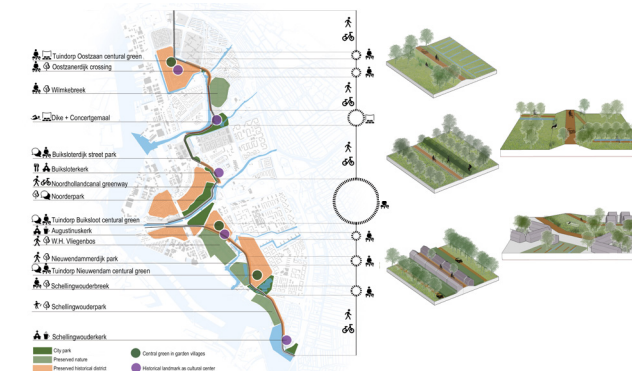 Tuindorp Oostzaan centural green
Oostzanerdijk crossing
Wilmkebreek
Dike + Concertgemaal
Buiksloterdijk street park
Buiksloterkerk
Noordhollandcanal greenway
Noorderpark
Tuindorp Buiksloot centural green
Augustinuskerk
W.H. Vliegenbos
Nieuwendammerdijk park
Tuindorp Nieuwendam centural green
Schellingwouderbreek
Schellingwouderpark
Schellingwouderkerk
City park
Preserved nature
Preserved historical district
Central green in garden villages
Historical landmark as cultural center